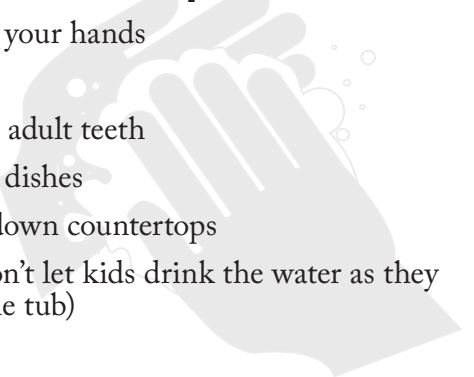 your hands
adult teeth
dishes
down countertops
on't let kids drink the water as they
e tub)